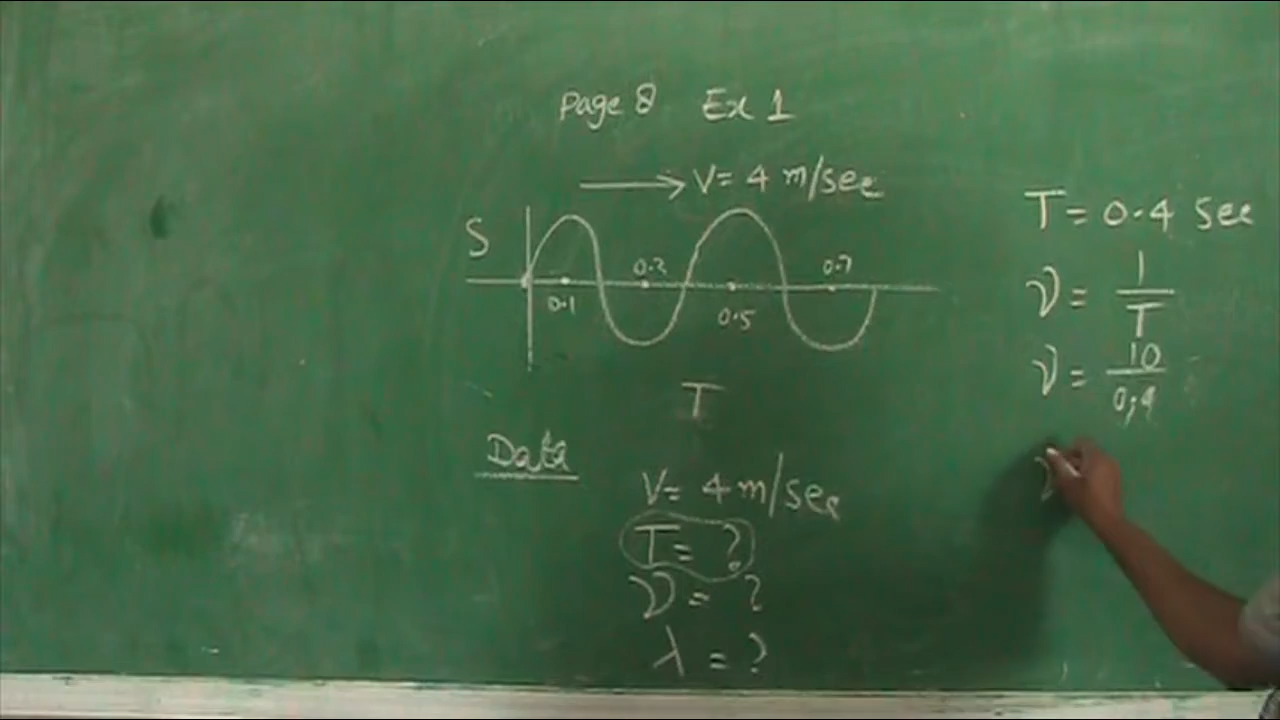 Page 8 Ex 1
V= 4 m/sec
S
0.1
0.3
0.5
0.7
T
Data
V= 4 m/sec
T= ?
ν = ?
λ = ?
T= 0.4 Sec
ν = 1/T
ν = 10/0.4
ν